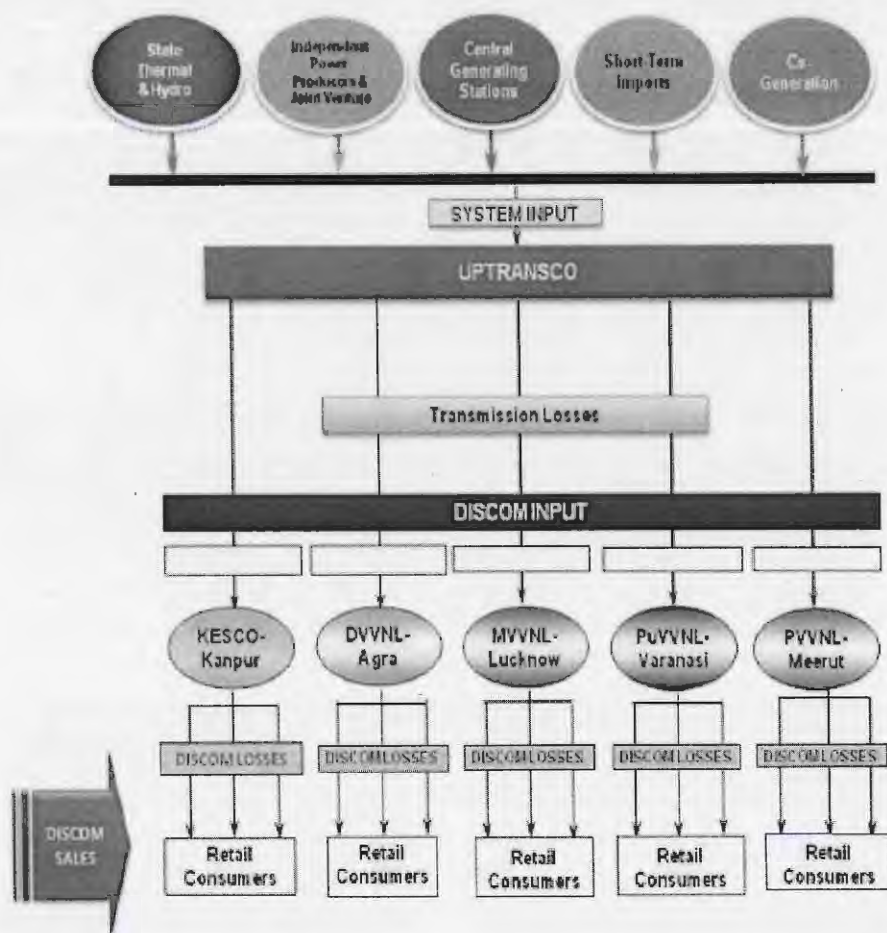 State
Thermal
& Hydro
Independent
Power
Producers &
Joint Venture
Central
Generating
Stations
Short-Term
Imports
Co-
Generation
SYSTEM INPUT
UPTRANSCO
Transmission Losses
DISCOM INPUT
KESCO-
Kanpur
DVVNL-
Agra
MVVNL-
Lucknow
PuVVNL-
Varanasi
PVVNL-
Meerut
DISCOM LOSSES
DISCOM LOSSES
DISCOM LOSSES
DISCOM LOSSES
DISCOM LOSSES
DISCOM
SALES
Retail
Consumers
Retail
Consumers
Retail
Consumers
Retail
Consumers
Retail
Consumers